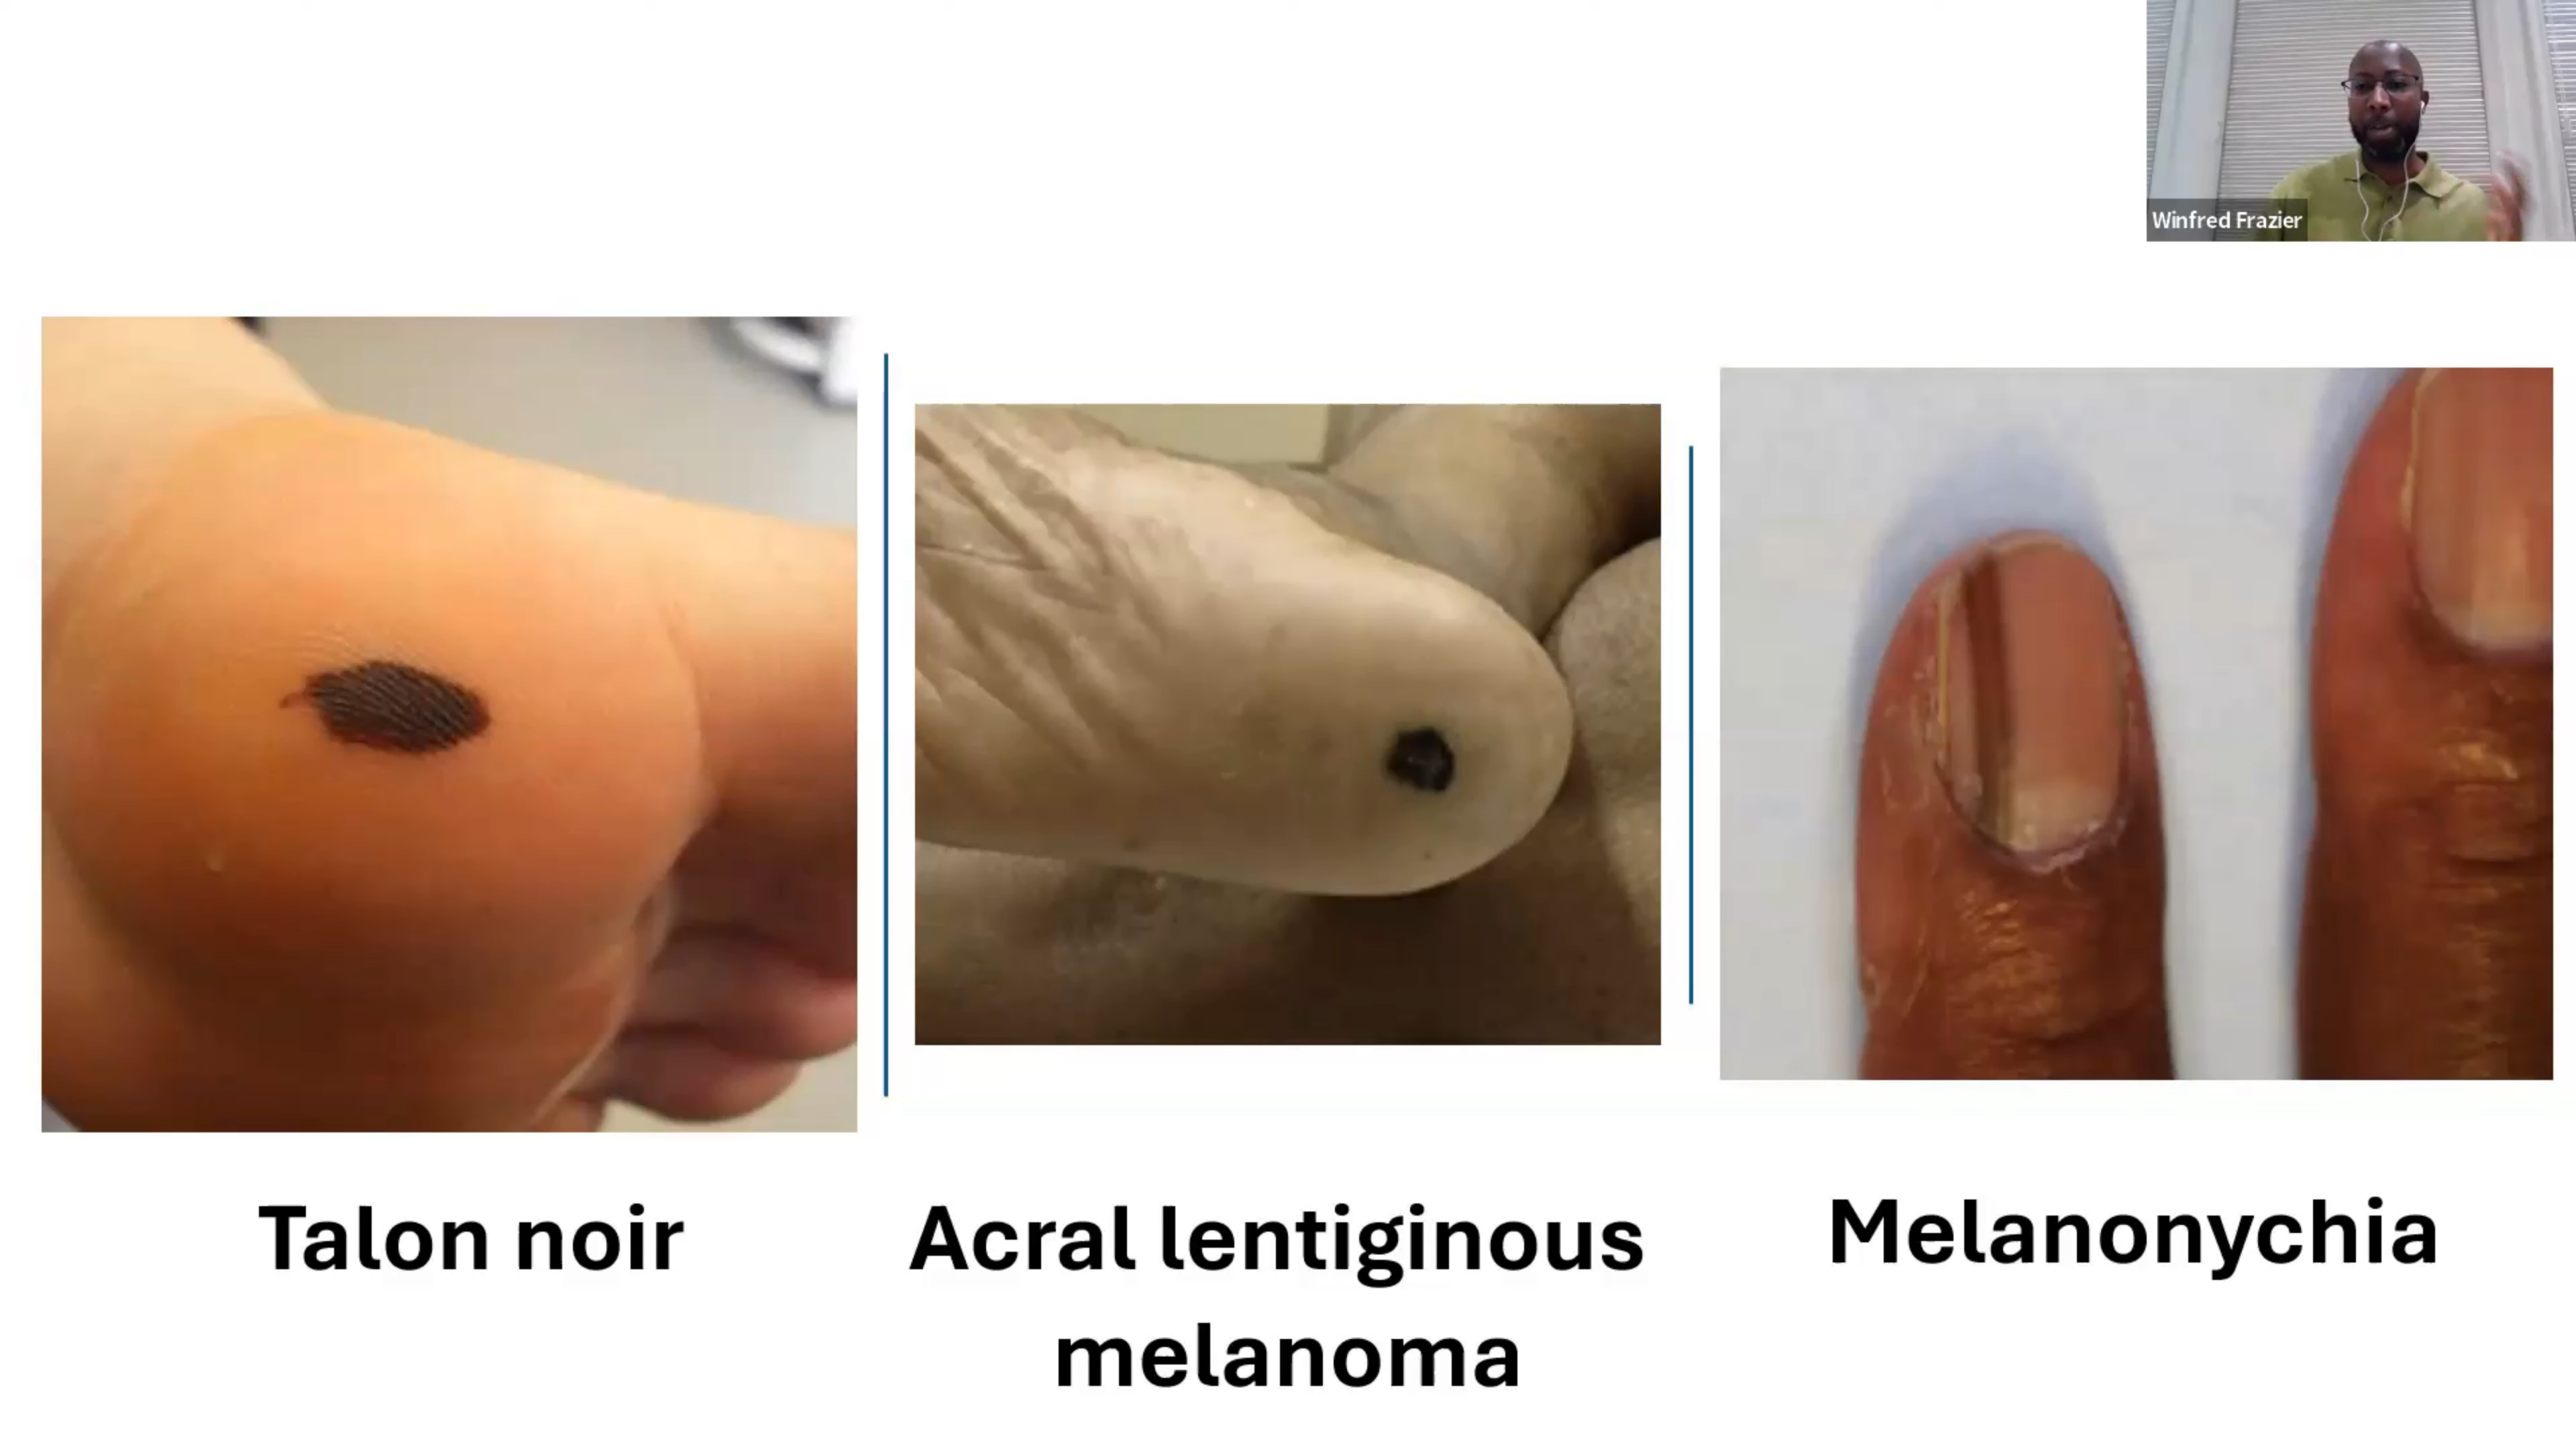 Winfred Frazier
Talon noir
Acral lentiginous
melanoma
Melanonychia